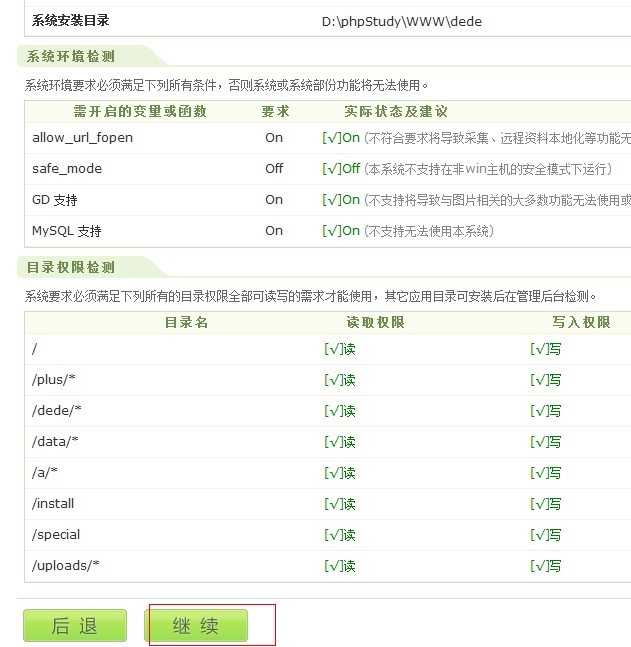 系统安装目录 D:\phpStudy\WWW\dede
系统环境检测
系统环境要求必须满足下列所有条件，否则系统或系统部份功能将无法使用。
需开启的变量或函数 要求 实际状态及建议
allow_url_fopen On [√]On (不符合要求将导致采集、远程资料本地化等功能无
safe_mode Off [√]Off (本系统不支持在非win主机的安全模式下运行)
GD 支持 On [√]On (不支持将导致与图片相关的大多数功能无法使用或
MySQL 支持 On [√]On (不支持无法使用本系统)
目录权限检测
系统要求必须满足下列所有的目录权限全部可读写的需求才能使用，其它应用目录可安装后在管理后台检测。
目录名 读取权限 写入权限
/ [√]读 [√]写
/plus/* [√]读 [√]写
/dede/* [√]读 [√]写
/data/* [√]读 [√]写
/a/* [√]读 [√]写
/install [√]读 [√]写
/special [√]读 [√]写
/uploads/* [√]读 [√]写
后退 继续